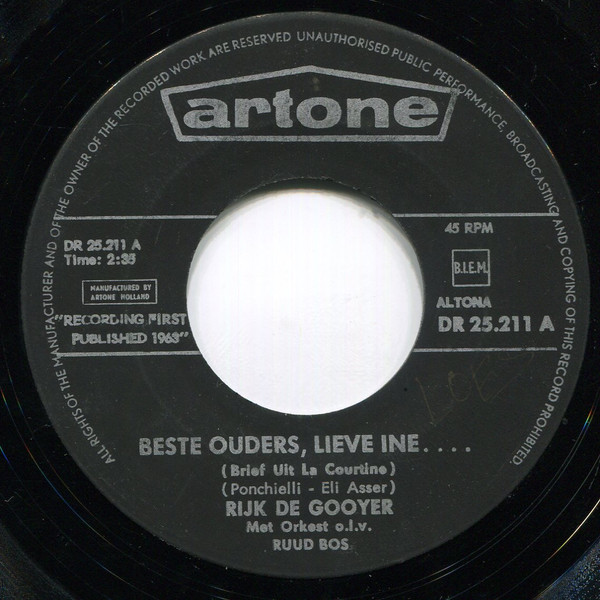 ALL RIGHTS OF THE MANUFACTURER AND OF THE OWNER OF THE RECORDED WORK ARE RESERVED UNAUTHORISED PUBLIC PERFORMANCE, BROADCASTING AND COPYING OF THIS RECORD PROHIBITED.
artone
DR 25.211 A
Time: 2:35
MANUFACTURED BY
ARTONE HOLLAND
"RECORDING FIRST
PUBLISHED 1963"
45 RPM
B.I.E.M.
ALTONA
DR 25.211 A
BESTE OUDERS, LIEVE INE....
(Brief Uit La Courtine)
(Ponchielli - Eli Asser)
RIJK DE GOOYER
Met Orkest o.l.v.
RUUD BOS